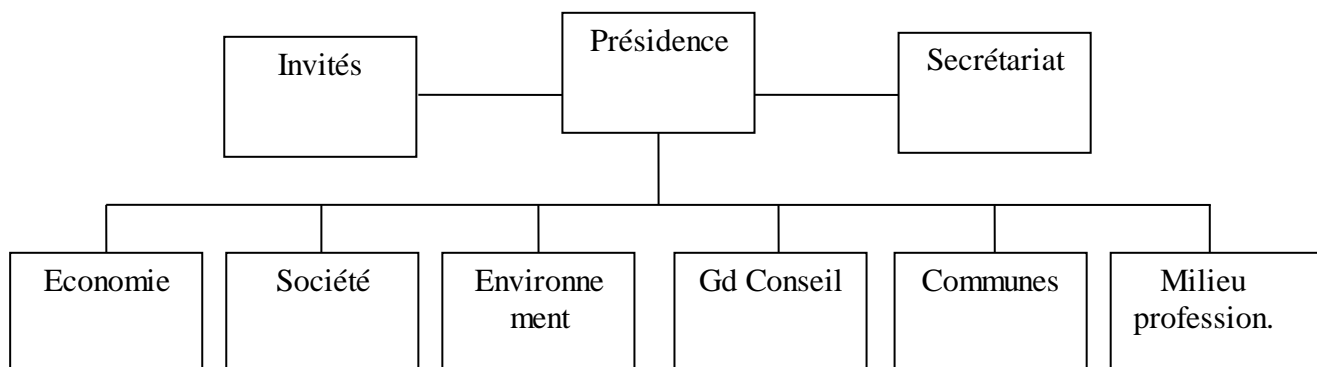 Invités
Présidence
Secrétariat
Economie
Société
Environne
ment
Gd Conseil
Communes
Milieu
profession.